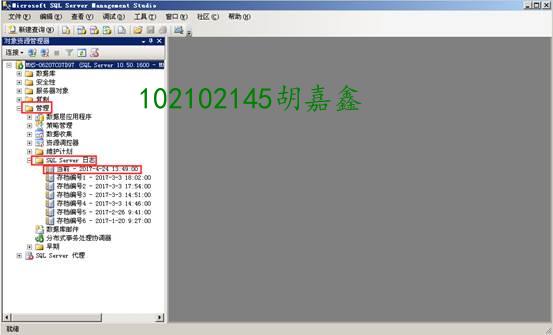 Microsoft SQL Server Management Studio
文件(F) 编辑(E) 查看(V) 调试(D) 工具(T) 窗口(W) 社区(C) 帮助(H)
新建查询(N)
对象资源管理器
连接
(SQL Server 10.50.1600 - M
数据库
安全性
服务器对象
复制
管理
数据层应用程序
策略管理
数据收集
资源调控器
维护计划
SQL Server 日志
当前 - 2017-4-24 13:49:00
存档编号1 - 2017-3-3 18:02:00
存档编号2 - 2017-3-3 17:54:00
存档编号3 - 2017-3-3 14:51:00
存档编号4 - 2017-3-3 14:46:00
存档编号5 - 2017-2-26 9:41:00
存档编号6 - 2017-1-20 9:27:00
数据库邮件
分布式事务处理协调器
早期
SQL Server 代理
102102145胡嘉鑫
就绪